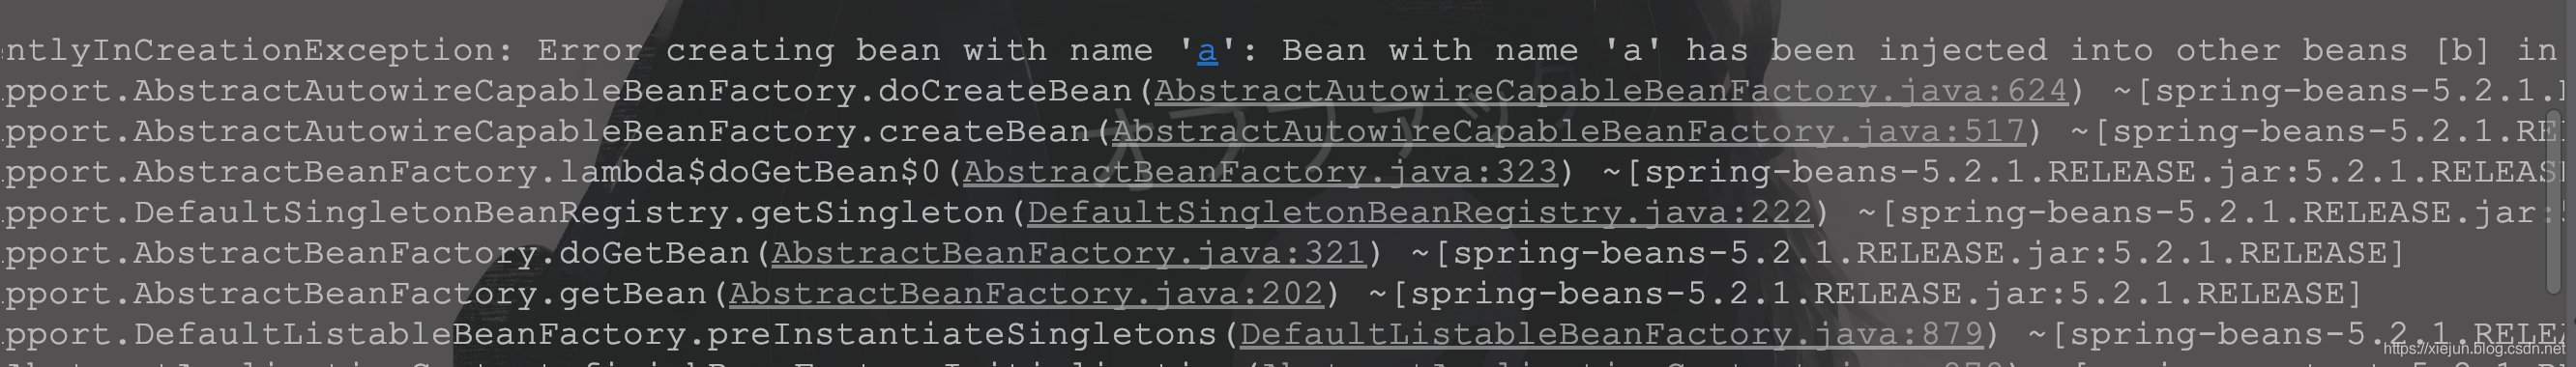 ntlyInCreationException: Error creating bean with name 'a': Bean with name 'a' has been injected into other beans [b] in
pport.AbstractAutowireCapableBeanFactory.doCreateBean(AbstractAutowireCapableBeanFactory.java:624) ~[spring-beans-5.2.1.
pport.AbstractAutowireCapableBeanFactory.createBean(AbstractAutowireCapableBeanFactory.java:517) ~[spring-beans-5.2.1.RE
pport.AbstractBeanFactory.lambda$doGetBean$0(AbstractBeanFactory.java:323) ~[spring-beans-5.2.1.RELEASE.jar:5.2.1.RELEAS
pport.DefaultSingletonBeanRegistry.getSingleton(DefaultSingletonBeanRegistry.java:222) ~[spring-beans-5.2.1.RELEASE.jar:
pport.AbstractBeanFactory.doGetBean(AbstractBeanFactory.java:321) ~[spring-beans-5.2.1.RELEASE.jar:5.2.1.RELEASE]
pport.AbstractBeanFactory.getBean(AbstractBeanFactory.java:202) ~[spring-beans-5.2.1.RELEASE.jar:5.2.1.RELEASE]
pport.DefaultListableBeanFactory.preInstantiateSingletons(DefaultListableBeanFactory.java:879) ~[spring-beans-5.2.1.RELE
https://xiejun.blog.csdn.net